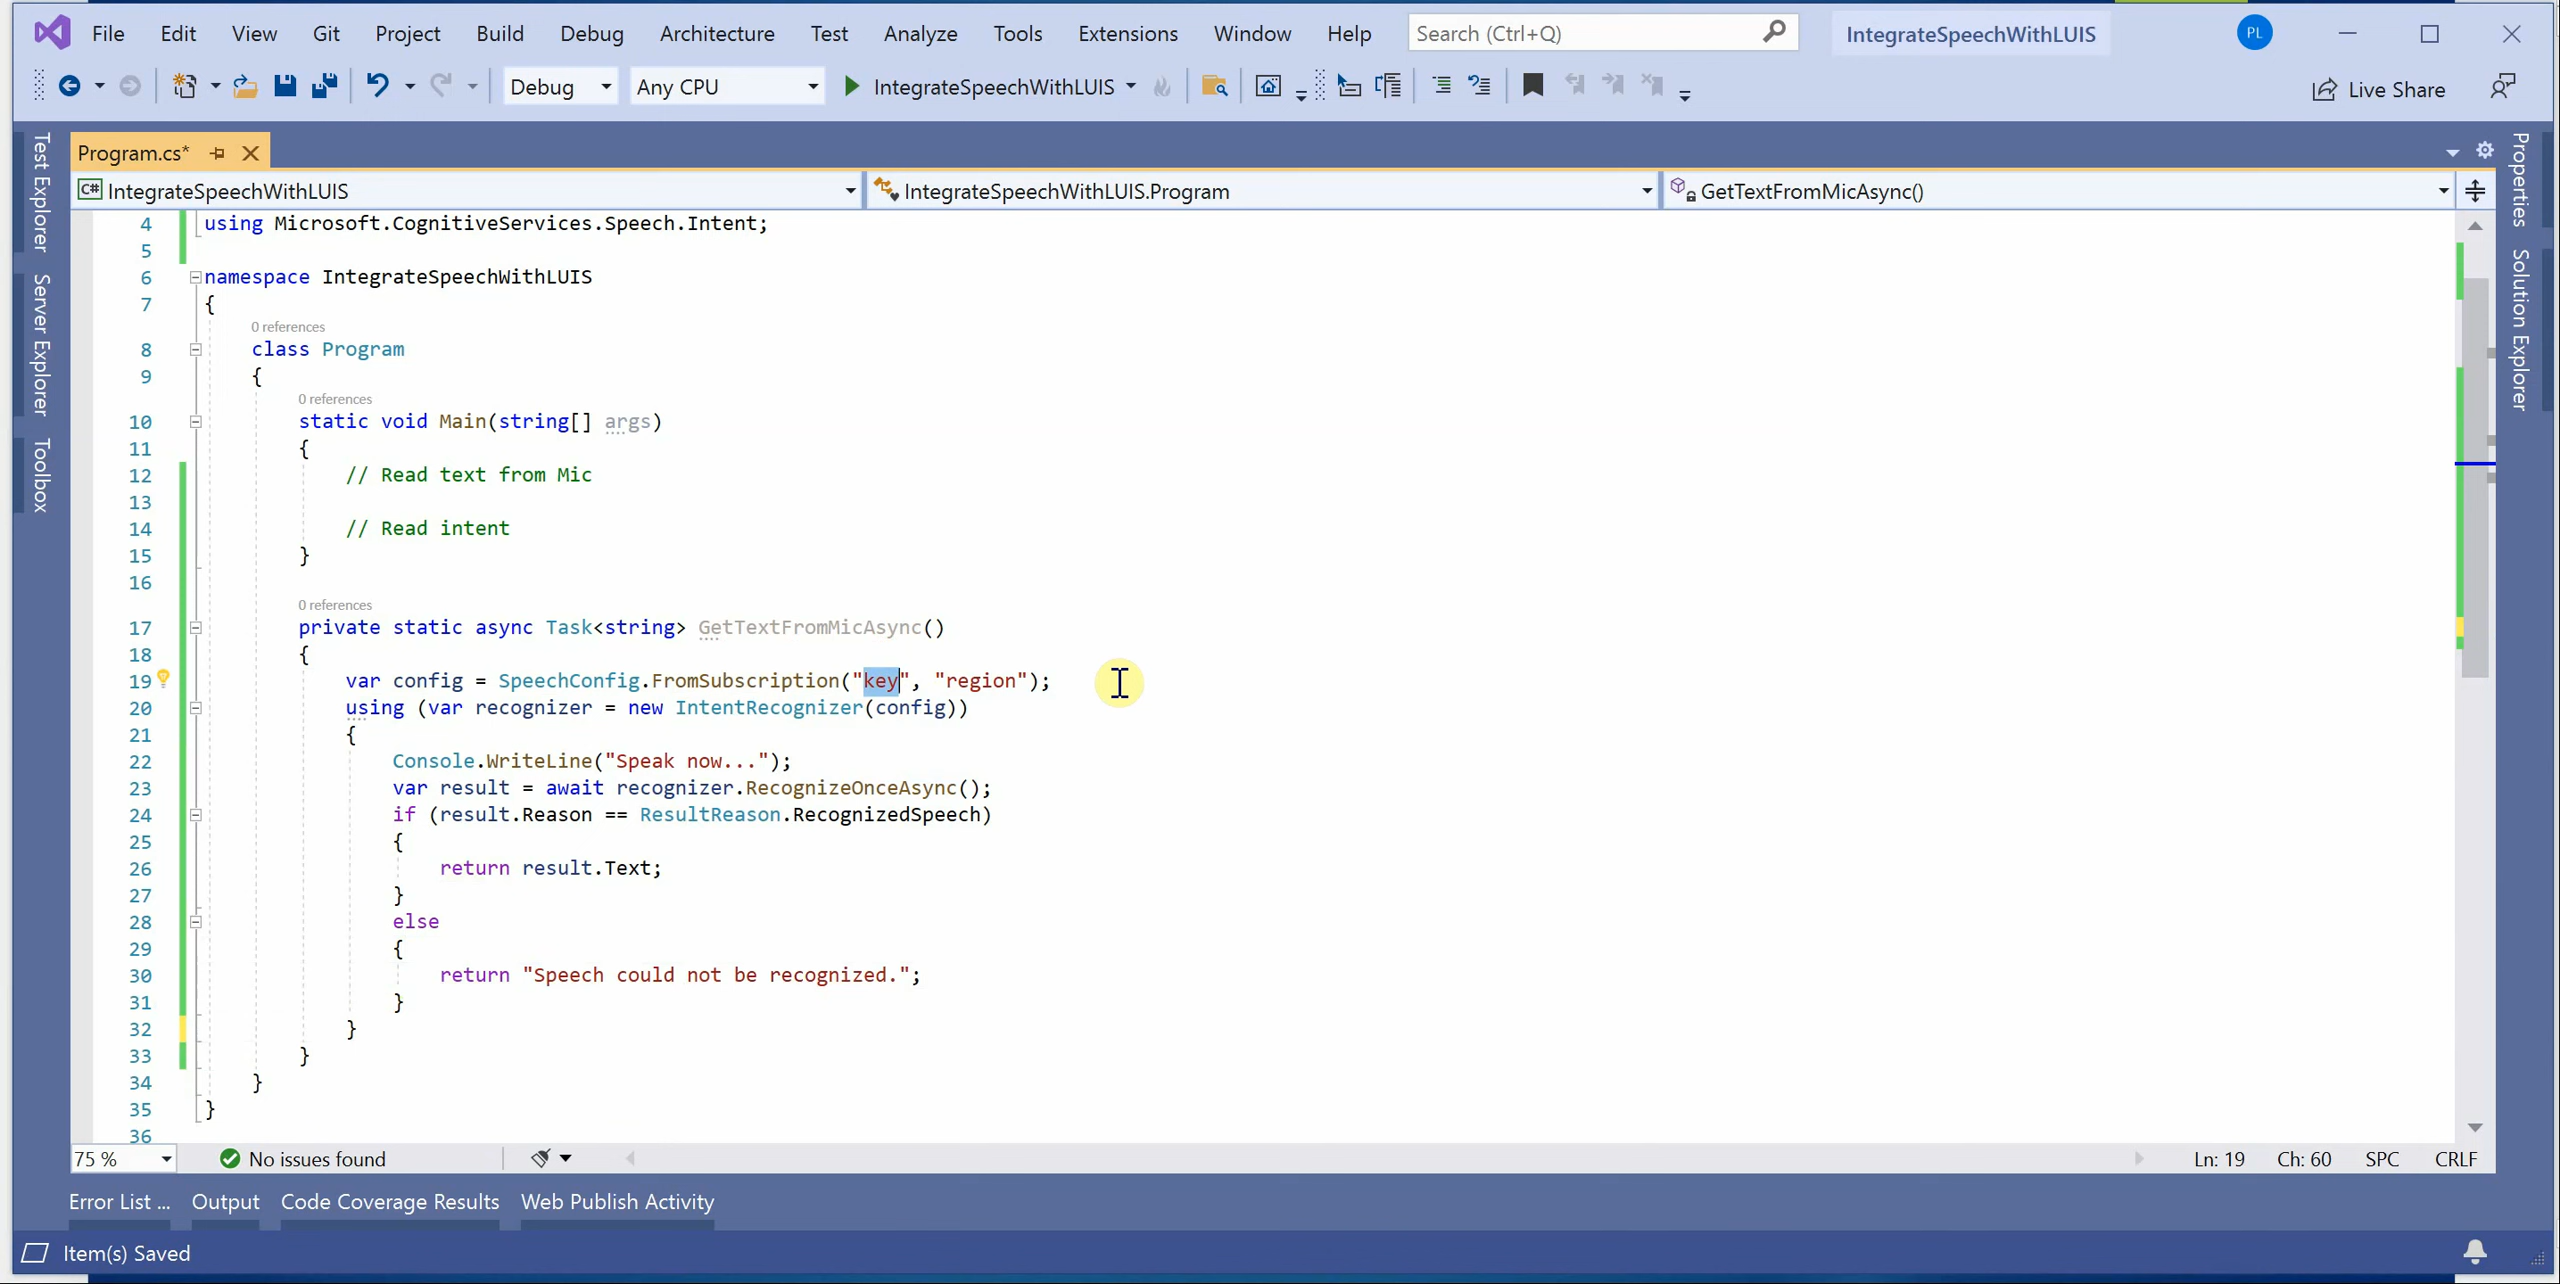 File Edit View Git Project Build Debug Architecture Test Analyze Tools Extensions Window Help Search (Ctrl+Q) IntegrateSpeechWithLUIS PL
Debug Any CPU IntegrateSpeechWithLUIS Live Share
Program.cs*
IntegrateSpeechWithLUIS IntegrateSpeechWithLUIS.Program GetTextFromMicAsync()
Test Explorer
Server Explorer
Toolbox
Properties
Solution Explorer
4 using Microsoft.CognitiveServices.Speech.Intent;
5
6 namespace IntegrateSpeechWithLUIS
7 {
0 references
8 class Program
9 {
0 references
10 static void Main(string[] args)
11 {
12 // Read text from Mic
13
14 // Read intent
15 }
16
0 references
17 private static async Task<string> GetTextFromMicAsync()
18 {
19 var config = SpeechConfig.FromSubscription("key", "region");
20 using (var recognizer = new IntentRecognizer(config))
21 {
22 Console.WriteLine("Speak now...");
23 var result = await recognizer.RecognizeOnceAsync();
24 if (result.Reason == ResultReason.RecognizedSpeech)
25 {
26 return result.Text;
27 }
28 else
29 {
30 return "Speech could not be recognized.";
31 }
32 }
33 }
34 }
35 }
36
75 % No issues found Ln: 19 Ch: 60 SPC CRLF
Error List ... Output Code Coverage Results Web Publish Activity
Item(s) Saved